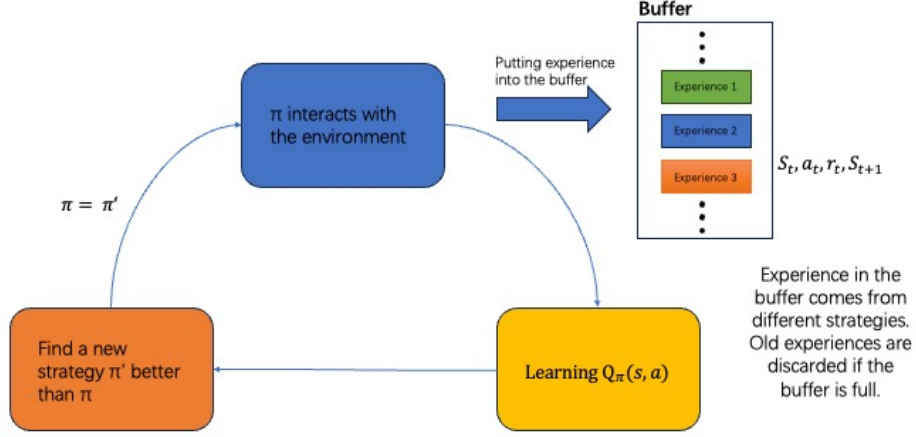 Buffer
Putting experience
into the buffer
Experience 1
Experience 2
Experience 3
S_t, a_t, r_t, S_{t+1}
π interacts with
the environment
π = π′
Find a new
strategy π′ better
than π
Learning Q_π(s, a)
Experience in the
buffer comes from
different strategies.
Old experiences are
discarded if the
buffer is full.